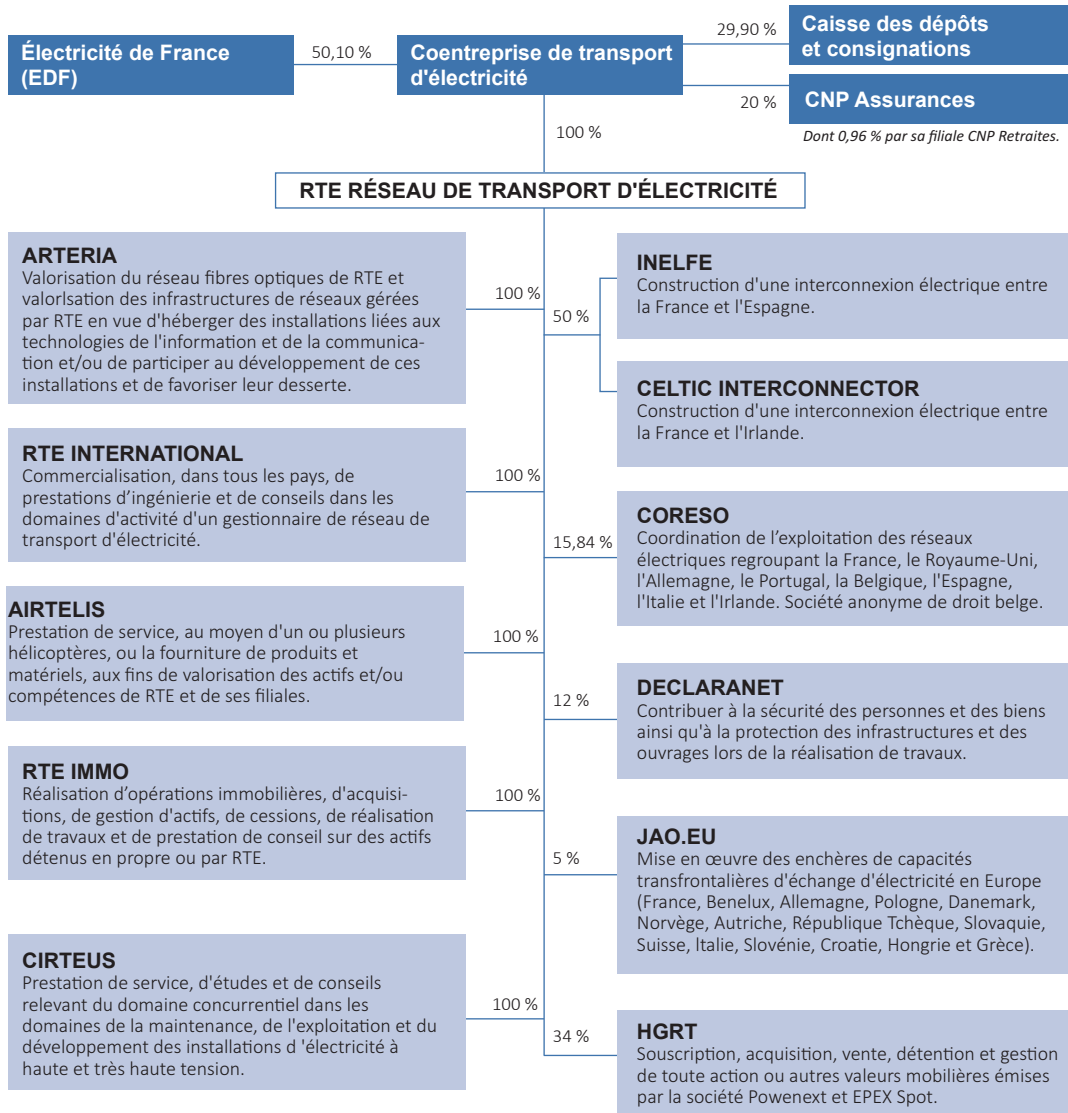 Électricité de France
(EDF)
50,10 %
Coentreprise de transport
d'électricité
29,90 %
Caisse des dépôts
et consignations
20 %
CNP Assurances
Dont 0,96 % par sa filiale CNP Retraites.
100 %
RTE RÉSEAU DE TRANSPORT D'ÉLECTRICITÉ
ARTERIA
Valorisation du réseau fibres optiques de RTE et
valorlsation des infrastructures de réseaux gérées
par RTE en vue d'héberger des installations liées aux
technologies de l'information et de la communica-
tion et/ou de participer au développement de ces
installations et de favoriser leur desserte.
100 %
RTE INTERNATIONAL
Commercialisation, dans tous les pays, de
prestations d’ingénierie et de conseils dans les
domaines d'activité d'un gestionnaire de réseau de
transport d'électricité.
100 %
AIRTELIS
Prestation de service, au moyen d'un ou plusieurs
hélicoptères, ou la fourniture de produits et
matériels, aux fins de valorisation des actifs et/ou
compétences de RTE et de ses filiales.
100 %
RTE IMMO
Réalisation d’opérations immobilières, d'acquisi-
tions, de gestion d'actifs, de cessions, de réalisation
de travaux et de prestation de conseil sur des actifs
détenus en propre ou par RTE.
100 %
CIRTEUS
Prestation de service, d'études et de conseils
relevant du domaine concurrentiel dans les
domaines de la maintenance, de l'exploitation et du
développement des installations d 'électricité à
haute et très haute tension.
100 %
50 %
INELFE
Construction d'une interconnexion électrique entre
la France et l'Espagne.
CELTIC INTERCONNECTOR
Construction d'une interconnexion électrique entre
la France et l'Irlande.
15,84 %
CORESO
Coordination de l’exploitation des réseaux
électriques regroupant la France, le Royaume-Uni,
l'Allemagne, le Portugal, la Belgique, l'Espagne,
l'Italie et l'Irlande. Société anonyme de droit belge.
12 %
DECLARANET
Contribuer à la sécurité des personnes et des biens
ainsi qu'à la protection des infrastructures et des
ouvrages lors de la réalisation de travaux.
5 %
JAO.EU
Mise en œuvre des enchères de capacités
transfrontalières d'échange d'électricité en Europe
(France, Benelux, Allemagne, Pologne, Danemark,
Norvège, Autriche, République Tchèque, Slovaquie,
Suisse, ltalie, Slovénie, Croatie, Hongrie et Grèce).
34 %
HGRT
Souscription, acquisition, vente, détention et gestion
de toute action ou autres valeurs mobilières émises
par la société Powenext et EPEX Spot.